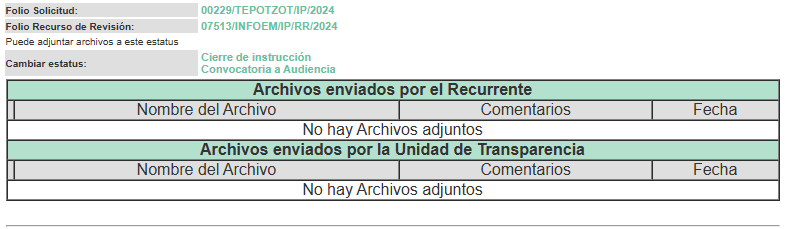 Folio Solicitud: 00229/TEPOTZOT/IP/2024
Folio Recurso de Revisión: 07513/INFOEM/IP/RR/2024
Puede adjuntar archivos a este estatus
Cambiar estatus: Cierre de instrucción
Convocatoria a Audiencia
Archivos enviados por el Recurrente
Nombre del Archivo Comentarios Fecha
No hay Archivos adjuntos
Archivos enviados por la Unidad de Transparencia
Nombre del Archivo Comentarios Fecha
No hay Archivos adjuntos